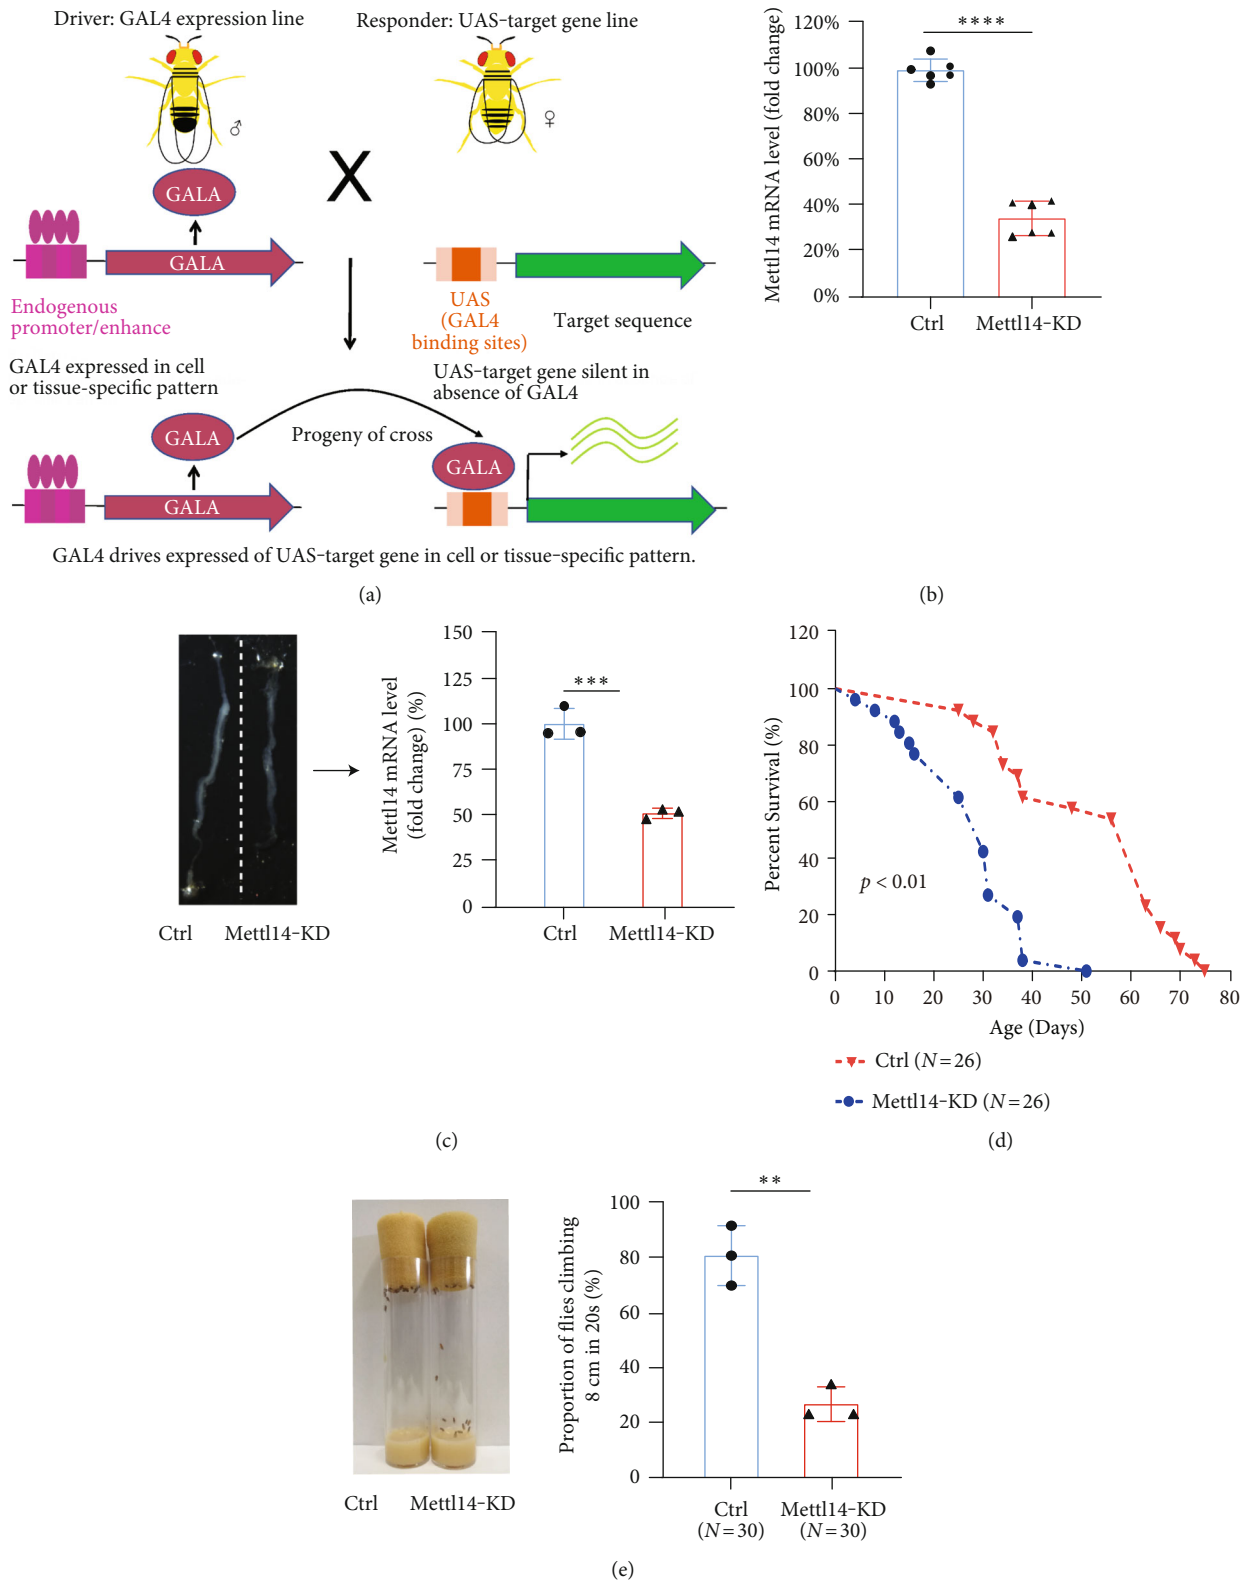 Driver: GAL4 expression line
Responder: UAS-target gene line
♂
♀
X
GALA
GALA
Endogenous
promoter/enhance
UAS
(GAL4
binding sites)
Target sequence
GAL4 expressed in cell
or tissue-specific pattern
UAS-target gene silent in
absence of GAL4
GALA
Progeny of cross
GALA
GALA
GAL4 drives expressed of UAS-target gene in cell or tissue-specific pattern.
(a)
Mettl14 mRNA level (fold change)
120%
100%
80%
60%
40%
20%
0%
****
Ctrl
Mettl14-KD
(b)
Ctrl
Mettl14-KD
Mettl14 mRNA level
(fold change) (%)
150
125
100
75
50
25
0
***
Ctrl
Mettl14-KD
(c)
Percent Survival (%)
120
100
80
60
40
20
0
p < 0.01
0 10 20 30 40 50 60 70 80
Age (Days)
Ctrl (N=26)
Mettl14-KD (N=26)
(d)
Ctrl
Mettl14-KD
Proportion of flies climbing
8 cm in 20s (%)
100
80
60
40
20
0
**
Ctrl
(N=30)
Mettl14-KD
(N=30)
(e)